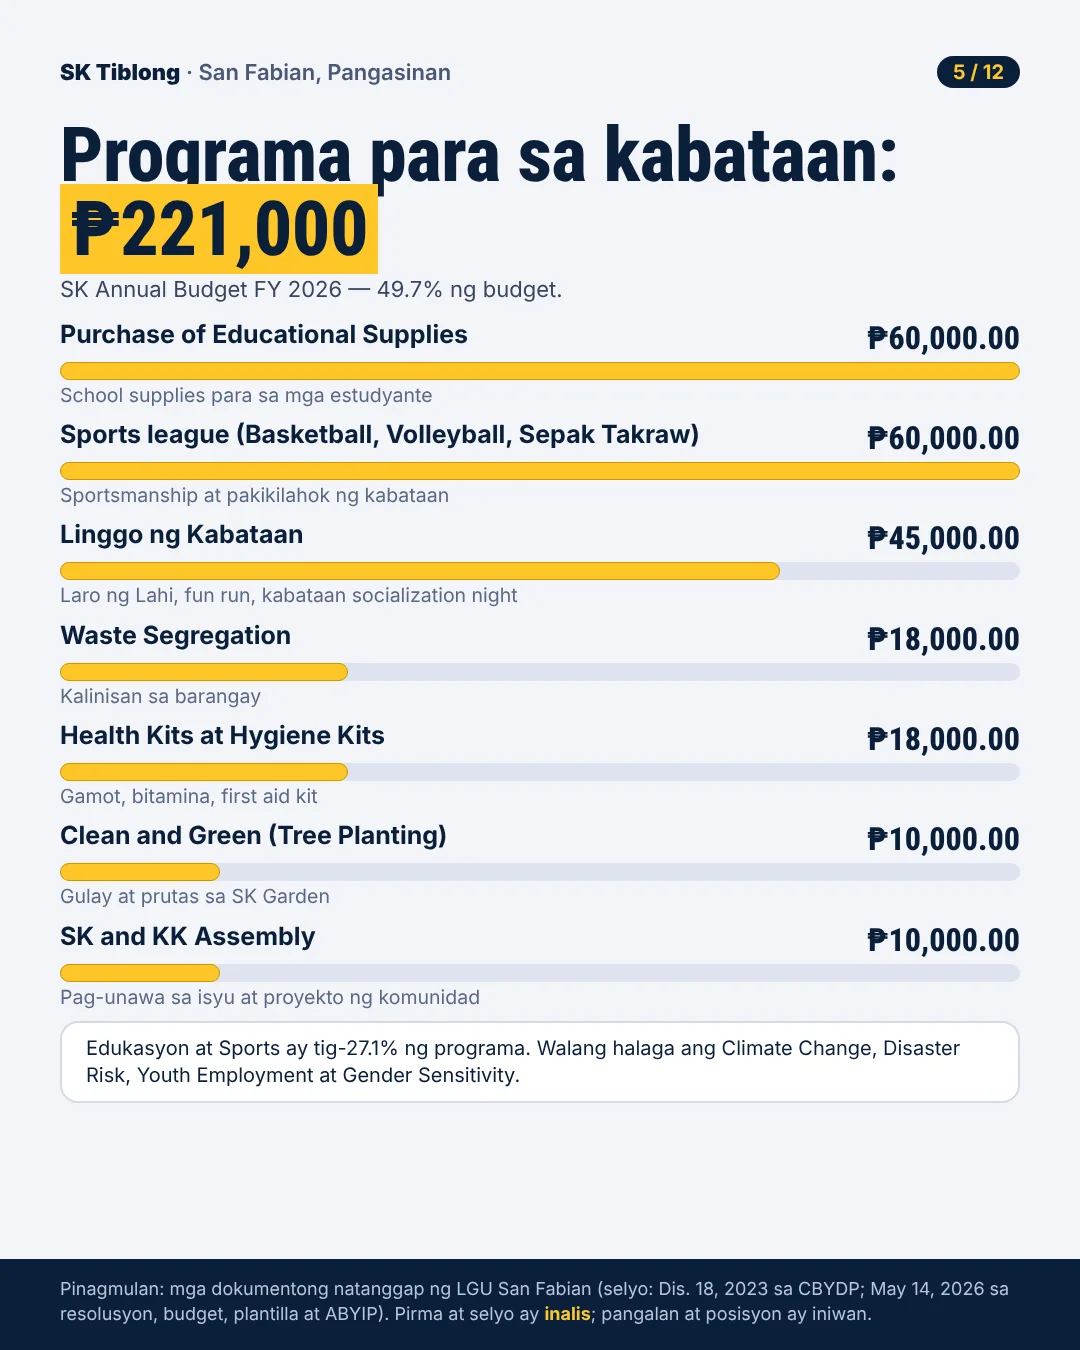 SK Tiblong · San Fabian, Pangasinan
5 / 12
Programa para sa kabataan:
₱221,000
SK Annual Budget FY 2026 — 49.7% ng budget.
Purchase of Educational Supplies ₱60,000.00
School supplies para sa mga estudyante
Sports league (Basketball, Volleyball, Sepak Takraw) ₱60,000.00
Sportsmanship at pakikilahok ng kabataan
Linggo ng Kabataan ₱45,000.00
Laro ng Lahi, fun run, kabataan socialization night
Waste Segregation ₱18,000.00
Kalinisan sa barangay
Health Kits at Hygiene Kits ₱18,000.00
Gamot, bitamina, first aid kit
Clean and Green (Tree Planting) ₱10,000.00
Gulay at prutas sa SK Garden
SK and KK Assembly ₱10,000.00
Pag-unawa sa isyu at proyekto ng komunidad
Edukasyon at Sports ay tig-27.1% ng programa. Walang halaga ang Climate Change, Disaster
Risk, Youth Employment at Gender Sensitivity.
Pinagmulan: mga dokumentong natanggap ng LGU San Fabian (selyo: Dis. 18, 2023 sa CBYDP; May 14, 2026 sa
resolusyon, budget, plantilla at ABYIP). Pirma at selyo ay inalis; pangalan at posisyon ay iniwan.